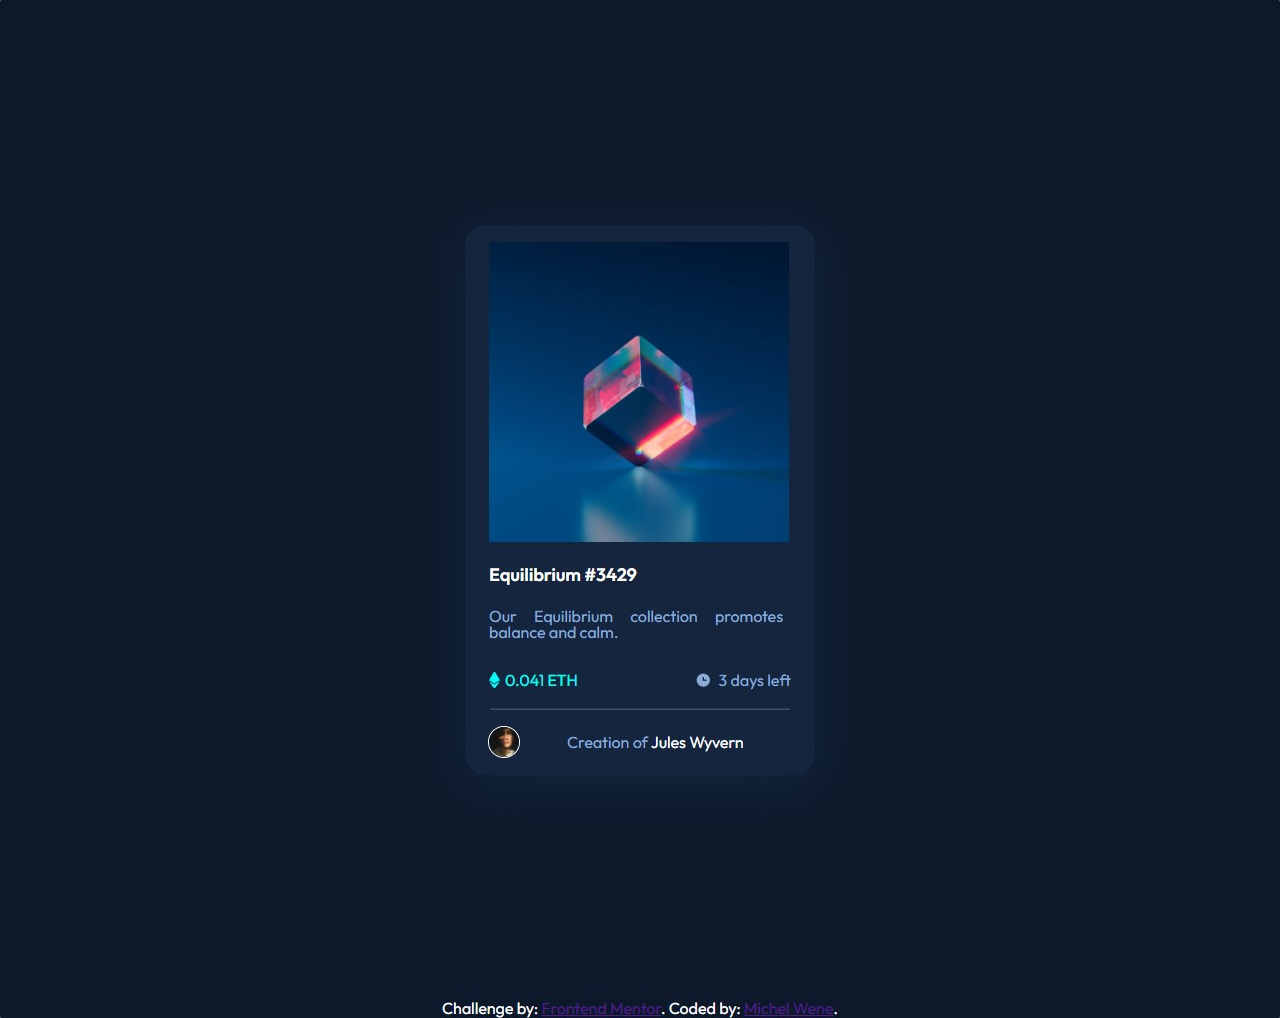 Equilibrium #3429
Our Equilibrium collection promotes
balance and calm.
0.041 ETH
3 days left
Creation of Jules Wyvern
Challenge by: Frontend Mentor. Coded by: Michel Wene.